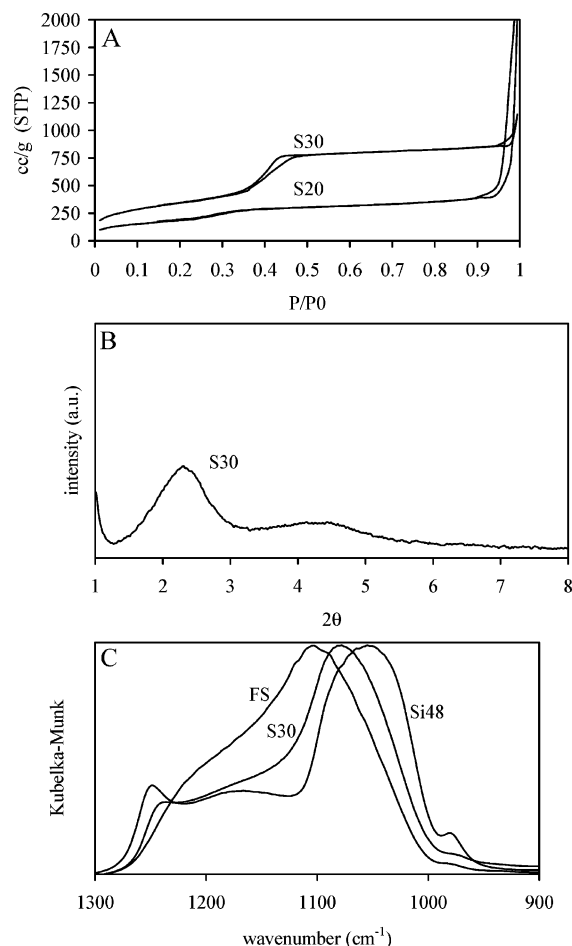 A
cc/g (STP)
2000
1750
1500
1250
1000
750
500
250
0
S30
S20
0 0.1 0.2 0.3 0.4 0.5 0.6 0.7 0.8 0.9 1
P/P0
B
intensity (a.u.)
S30
1 2 3 4 5 6 7 8
2θ
C
Kubelka-Munk
FS
S30
Si48
1300 1200 1100 1000 900
wavenumber (cm⁻¹)